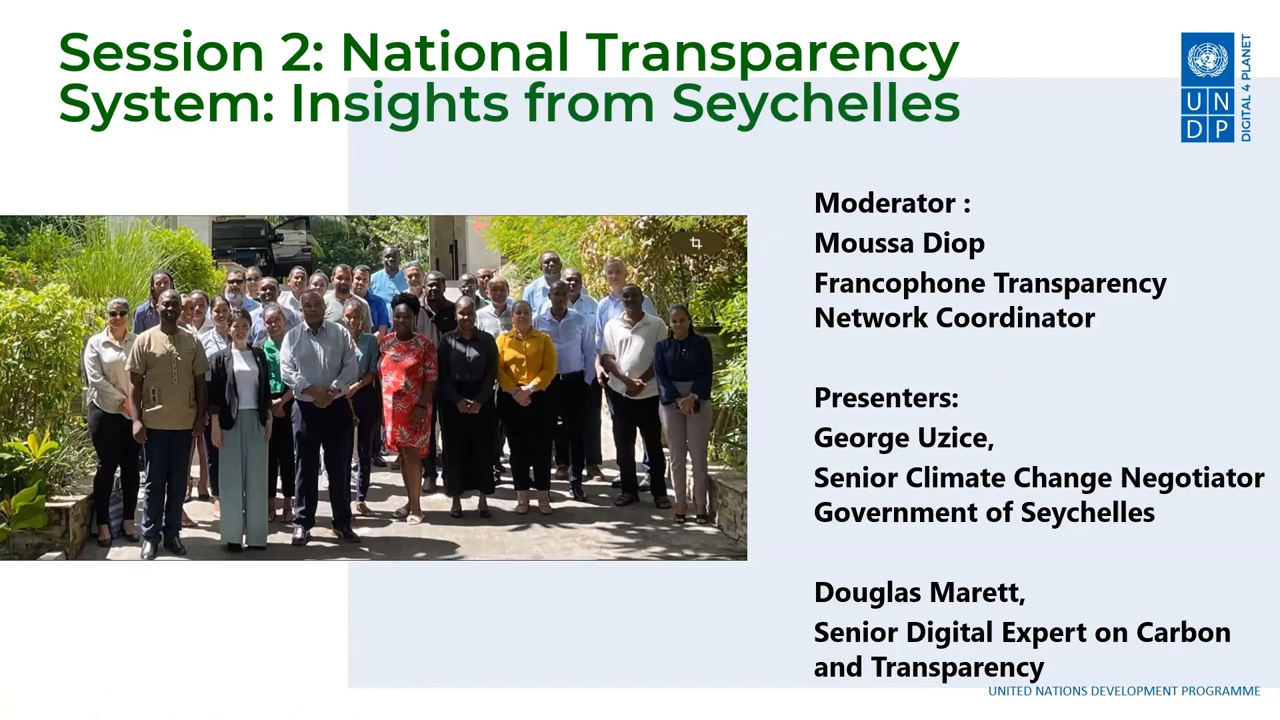 Session 2: National Transparency
System: Insights from Seychelles
U N
D P
DIGITAL 4 PLANET
Moderator :
Moussa Diop
Francophone Transparency
Network Coordinator
Presenters:
George Uzice,
Senior Climate Change Negotiator
Government of Seychelles
Douglas Marett,
Senior Digital Expert on Carbon
and Transparency
UNITED NATIONS DEVELOPMENT PROGRAMME